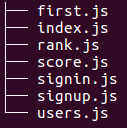 ├── first.js
├── index.js
├── rank.js
├── score.js
├── signin.js
├── signup.js
└── users.js